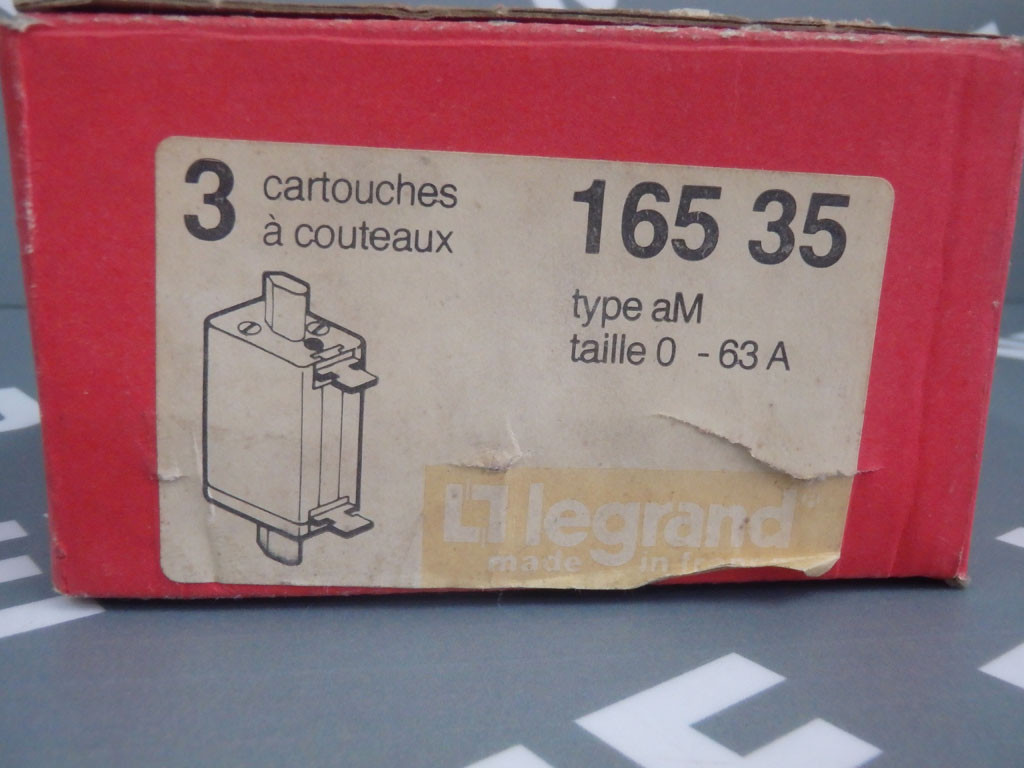 3 cartouches
à couteaux
165 35
type aM
taille 0 - 63 A
legrand®
made in